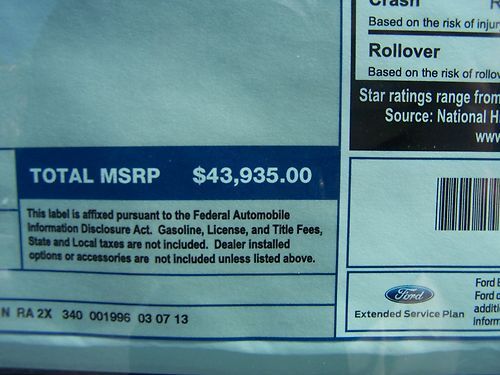 Crash
Based on the risk of
Rollover
Based on the risk of
Star ratings range from
Source: National
TOTAL MSRP $43,935.00
This label is affixed pursuant to the Federal Automobile
Information Disclosure Act. Gasoline, License, and Title Fees,
State and Local taxes are not included. Dealer installed
options or accessories are not included unless listed above.
N RA 2X 340 001996 03 07 13
Ford
Extended Service Plan
Ford
Ford